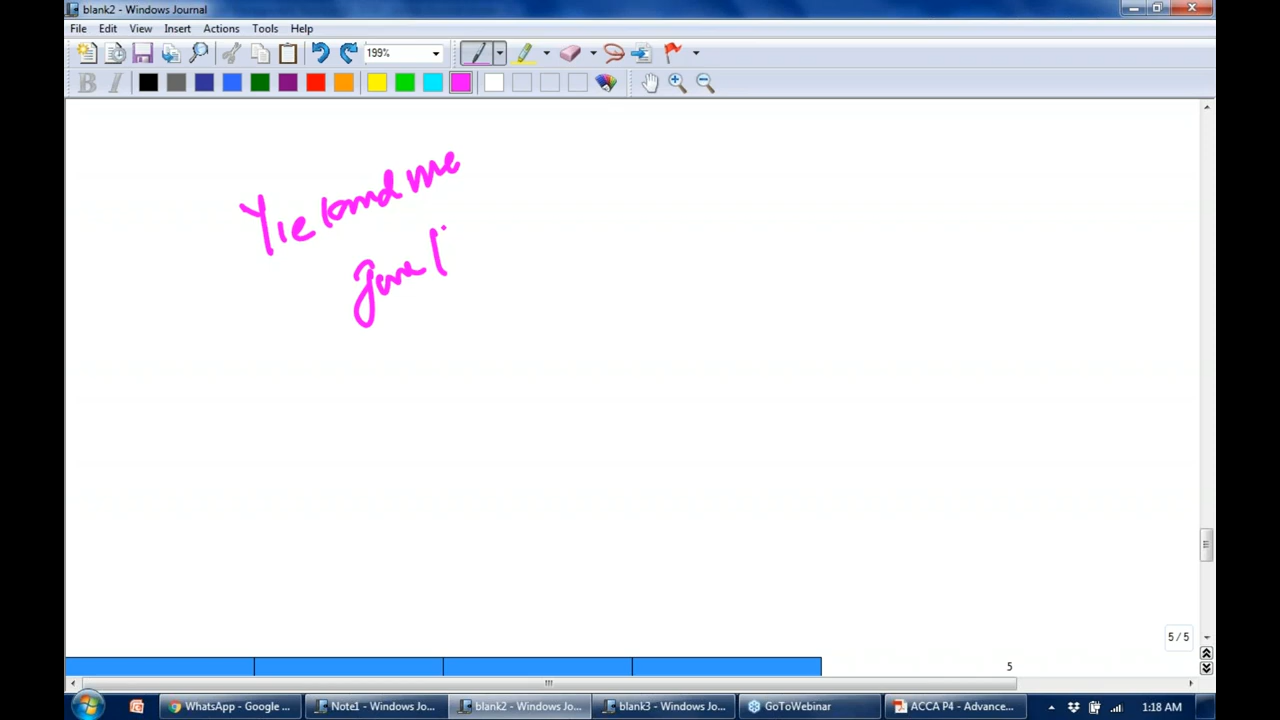 blank2 - Windows Journal
File Edit View Insert Actions Tools Help
199%
B I
me
5 / 5
5
WhatsApp - Google ...
Note1 - Windows Jo...
blank2 - Windows Jo...
blank3 - Windows Jo...
GoToWebinar
ACCA P4 - Advance...
1:18 AM